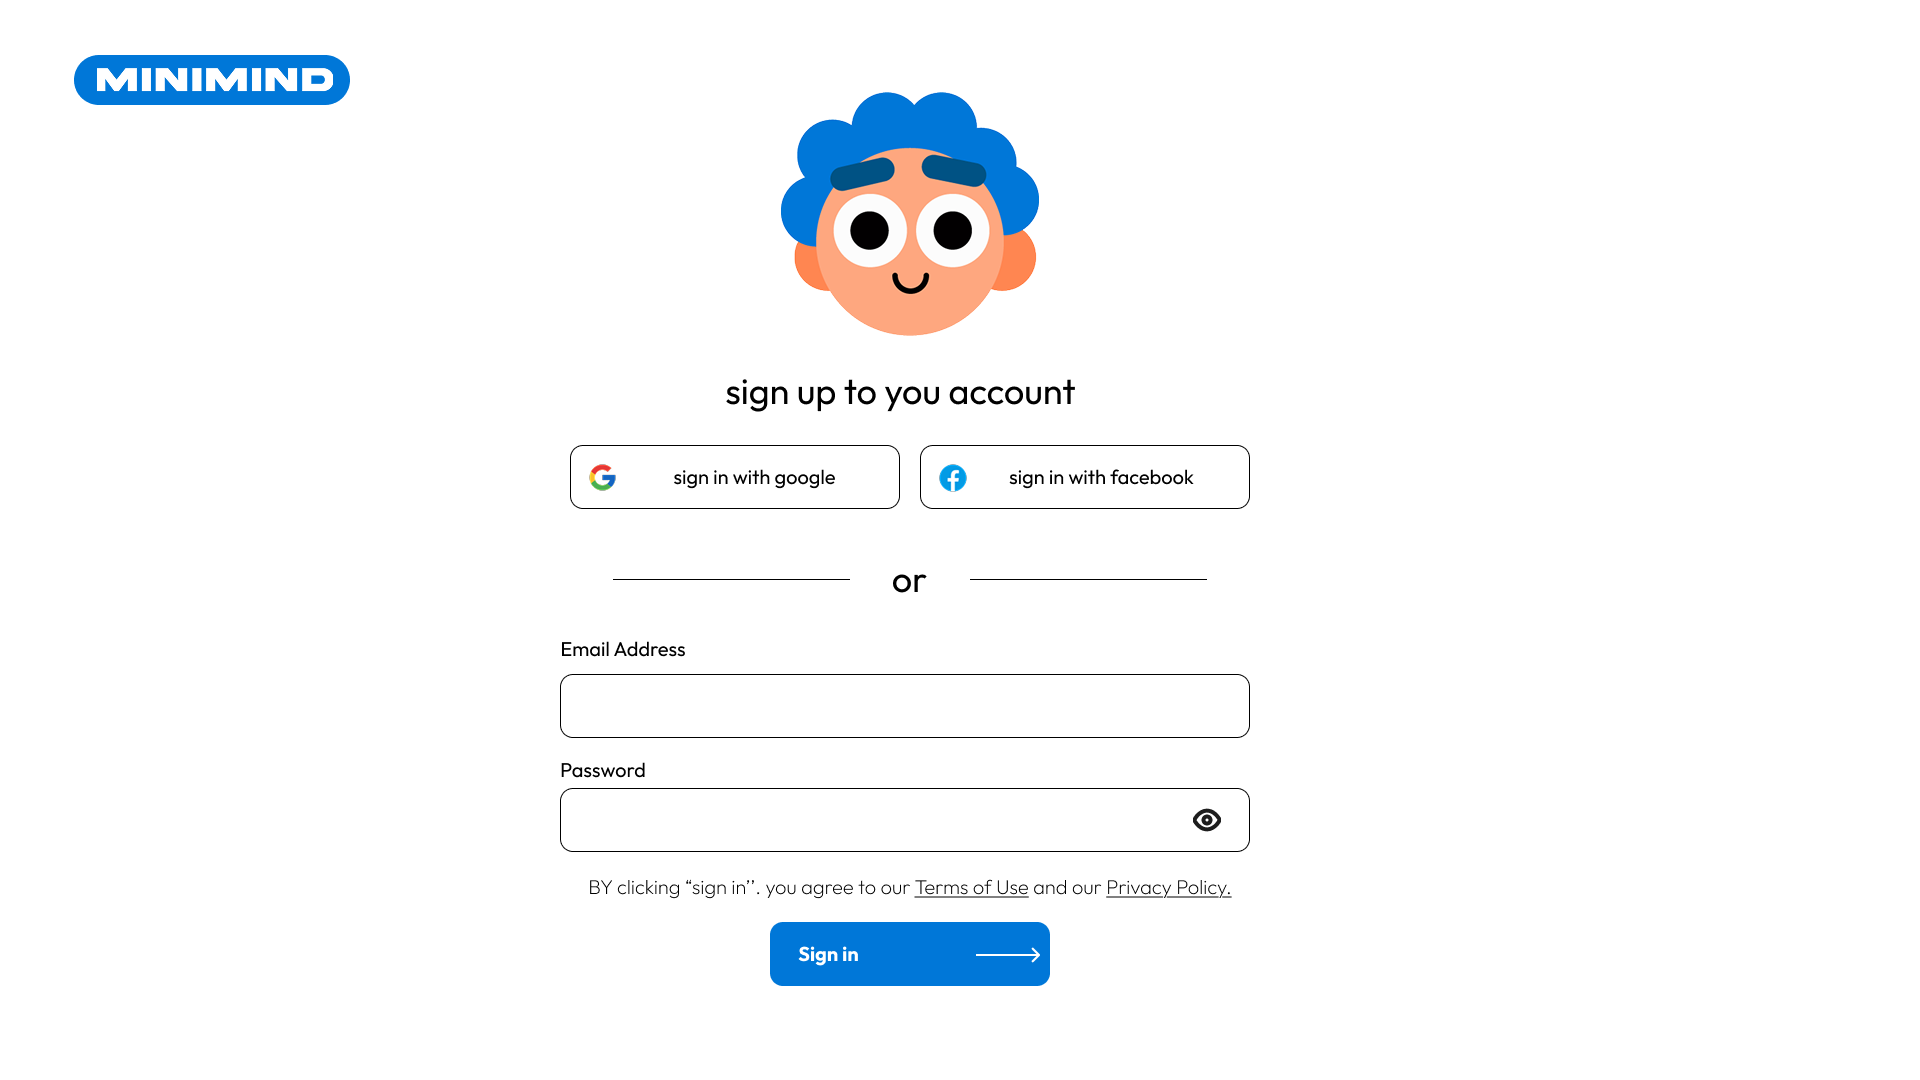 MINIMIND
sign up to you account
sign in with google
sign in with facebook
or
Email Address
Password
BY clicking “sign in’’. you agree to our Terms of Use and our Privacy Policy.
Sign in